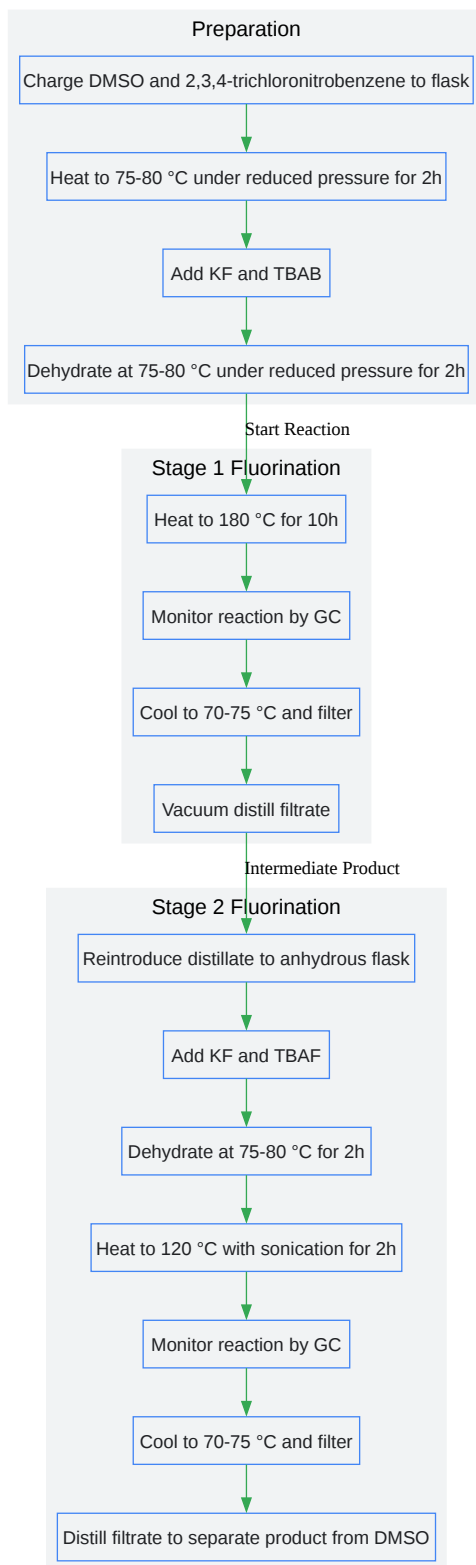 Preparation
Charge DMSO and 2,3,4-trichloronitrobenzene to flask
Heat to 75-80 °C under reduced pressure for 2h
Add KF and TBAB
Dehydrate at 75-80 °C under reduced pressure for 2h
Start Reaction
Stage 1 Fluorination
Heat to 180 °C for 10h
Monitor reaction by GC
Cool to 70-75 °C and filter
Vacuum distill filtrate
Intermediate Product
Stage 2 Fluorination
Reintroduce distillate to anhydrous flask
Add KF and TBAF
Dehydrate at 75-80 °C for 2h
Heat to 120 °C with sonication for 2h
Monitor reaction by GC
Cool to 70-75 °C and filter
Distill filtrate to separate product from DMSO